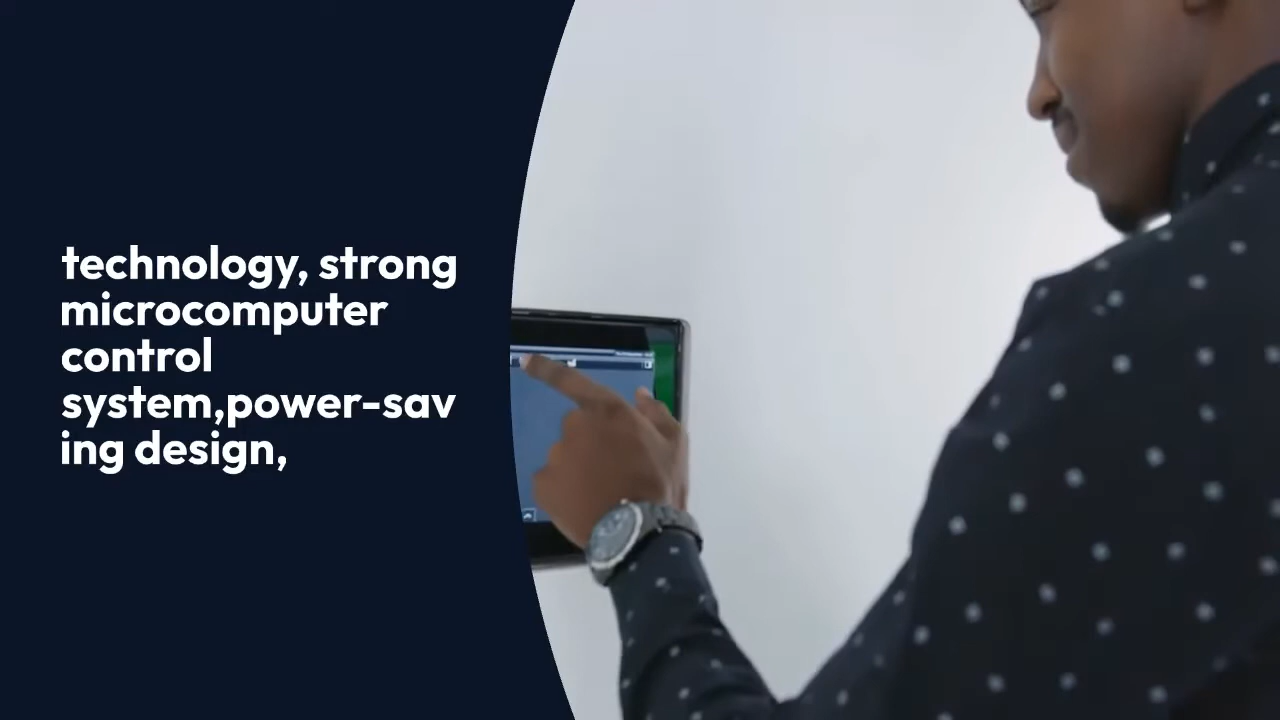 technology, strong
microcomputer
control
system,power-sav
ing design,